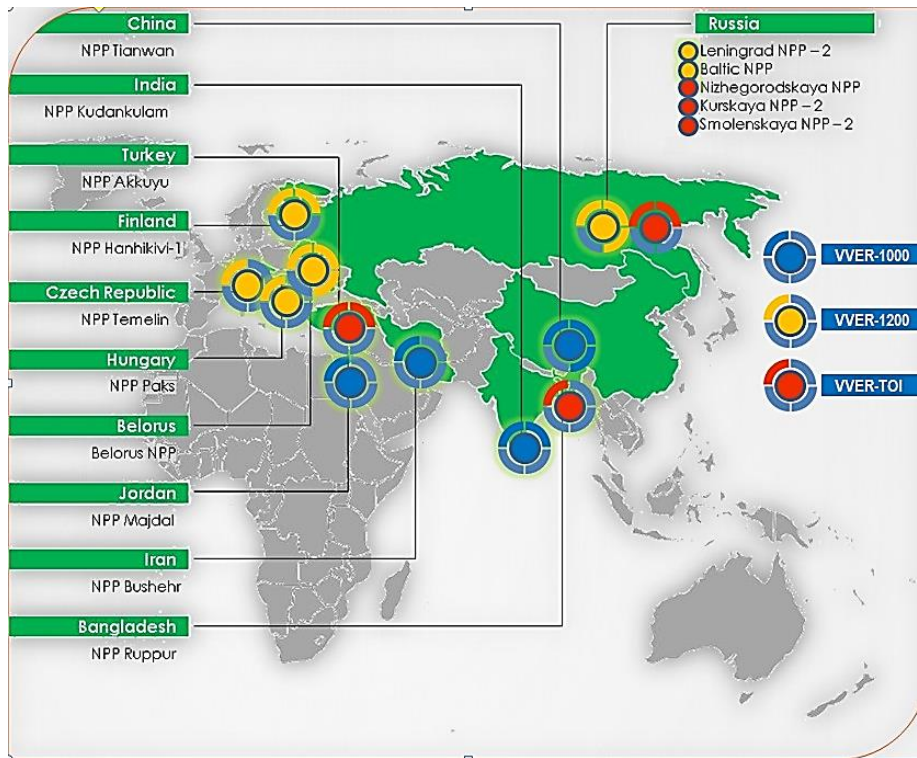 China
NPP Tianwan
India
NPP Kudankulam
Turkey
NPP Akkuyu
Finland
NPP Hanhikivi-1
Czech Republic
NPP Temelin
Hungary
NPP Paks
Belorus
Belorus NPP
Jordan
NPP Majdal
Iran
NPP Bushehr
Bangladesh
NPP Ruppur
Russia
Leningrad NPP – 2
Baltic NPP
Nizhegorodskaya NPP
Kurskaya NPP – 2
Smolenskaya NPP – 2
VVER-1000
VVER-1200
VVER-TOI